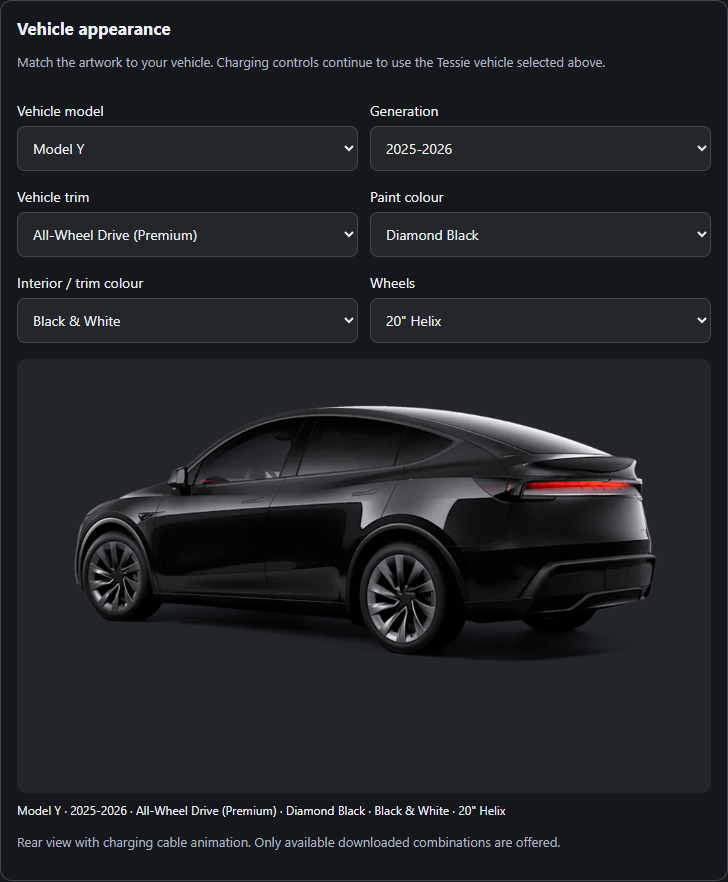 Vehicle appearance
Match the artwork to your vehicle. Charging controls continue to use the Tessie vehicle selected above.
Vehicle model
Generation
Model Y
2025-2026
Vehicle trim
Paint colour
All-Wheel Drive (Premium)
Diamond Black
Interior / trim colour
Wheels
Black & White
20" Helix
Model Y · 2025-2026 · All-Wheel Drive (Premium) · Diamond Black · Black & White · 20" Helix
Rear view with charging cable animation. Only available downloaded combinations are offered.